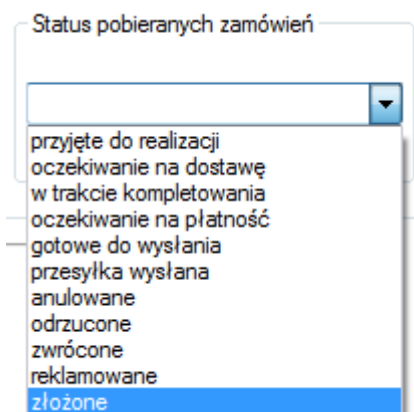 Status pobieranych zamówień
przyjęte do realizacji
oczekiwanie na dostawę
w trakcie kompletowania
oczekiwanie na płatność
gotowe do wysłania
przesyłka wysłana
anulowane
odrzucone
zwrócone
reklamowane
złożone